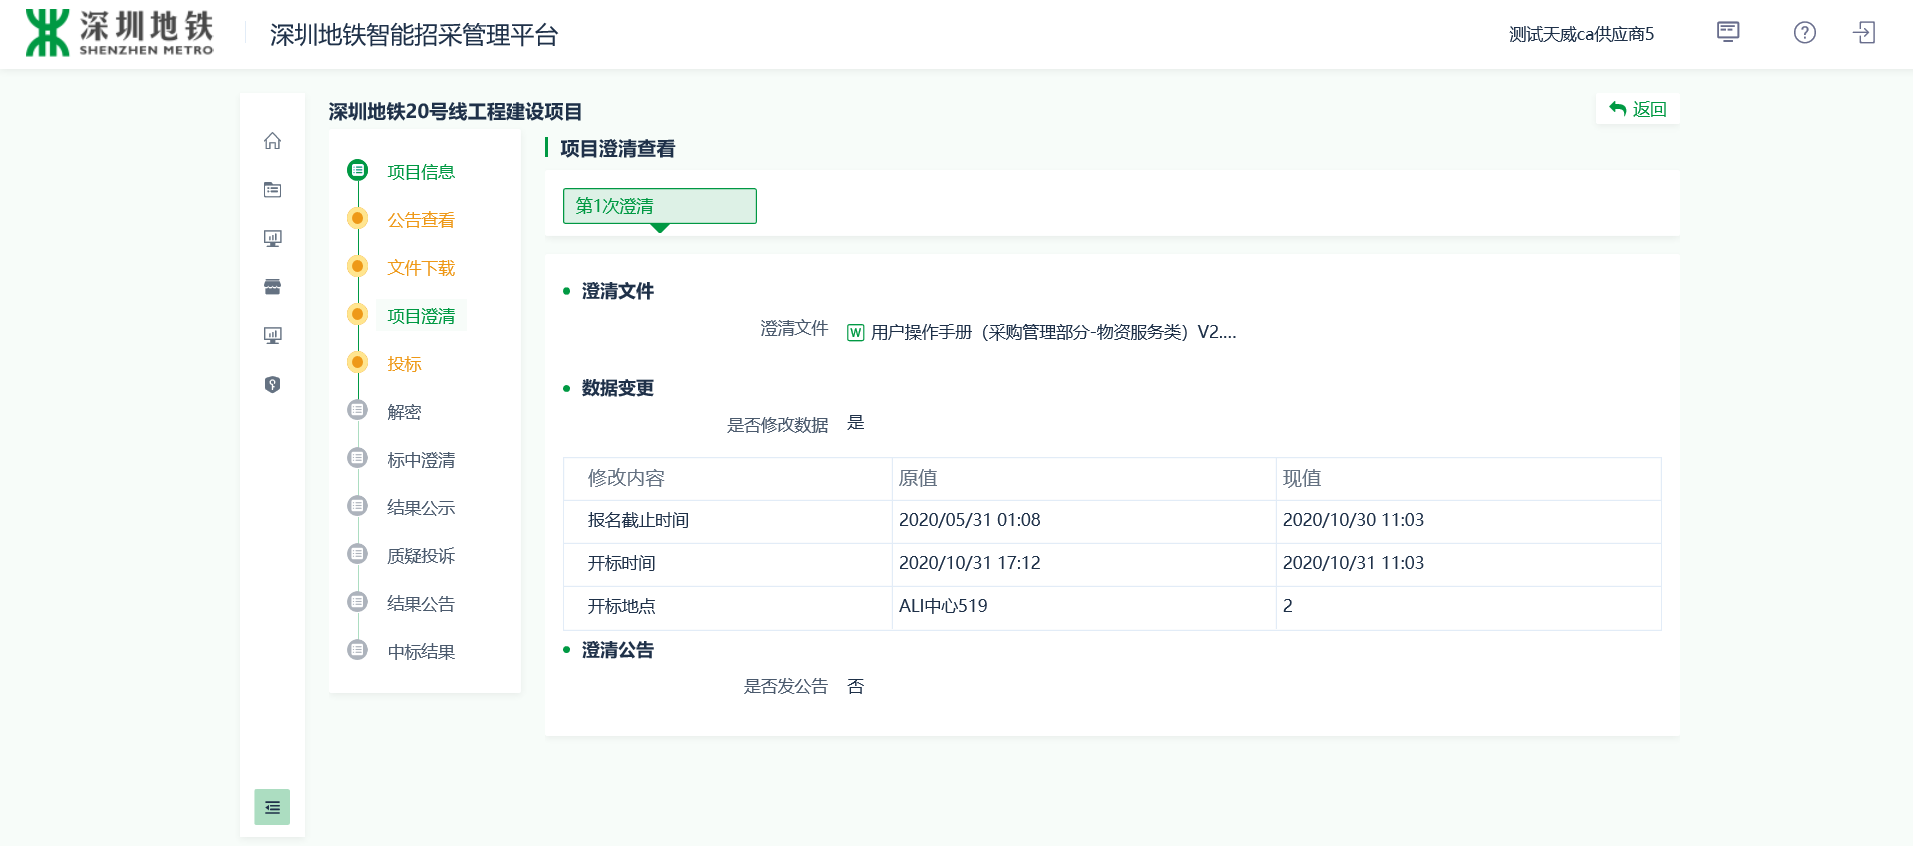 深圳地铁
SHENZHEN METRO
深圳地铁智能招采管理平台
测试天威ca供应商5
深圳地铁20号线工程建设项目
返回
项目信息
公告查看
文件下载
项目澄清
投标
解密
标中澄清
结果公示
质疑投诉
结果公告
中标结果
项目澄清查看
第1次澄清
澄清文件
澄清文件 用户操作手册（采购管理部分-物资服务类）V2....
数据变更
是否修改数据 是
修改内容 原值 现值
报名截止时间 2020/05/31 01:08 2020/10/30 11:03
开标时间 2020/10/31 17:12 2020/10/31 11:03
开标地点 ALI中心519 2
澄清公告
是否发公告 否